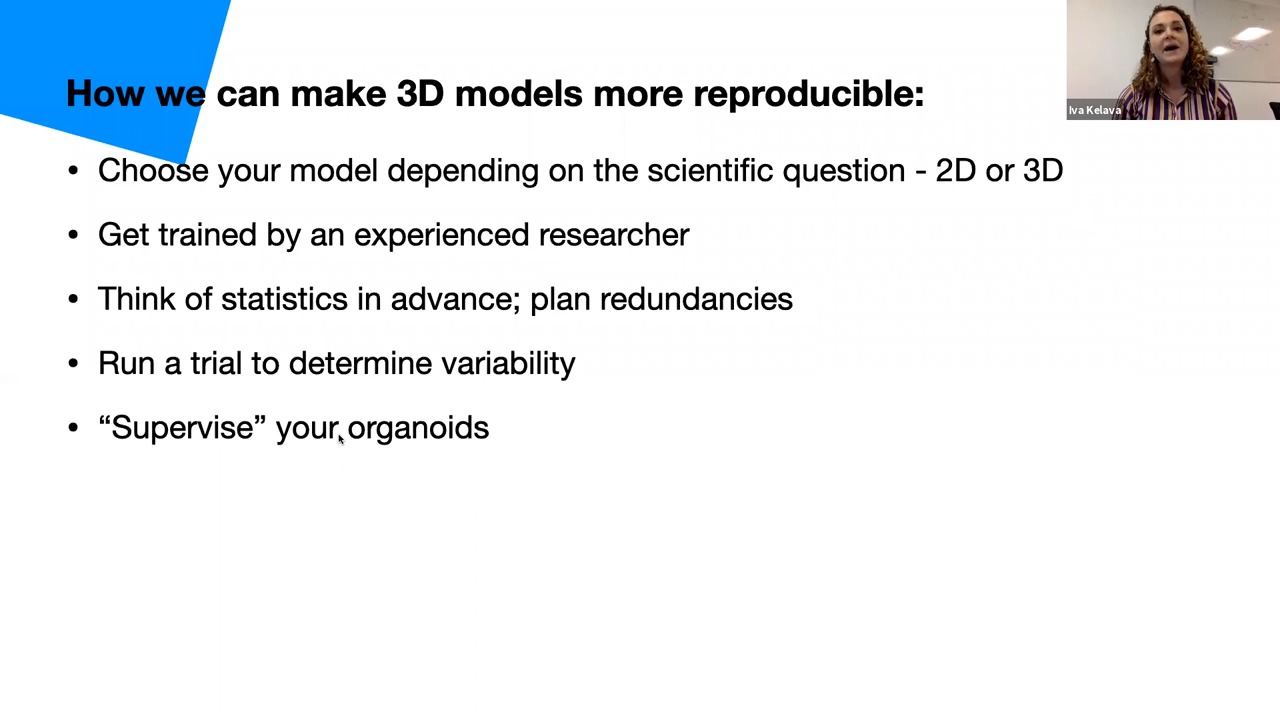 How we can make 3D models more reproducible:
Iva Kelava
• Choose your model depending on the scientific question - 2D or 3D
• Get trained by an experienced researcher
• Think of statistics in advance; plan redundancies
• Run a trial to determine variability
• “Supervise” your organoids